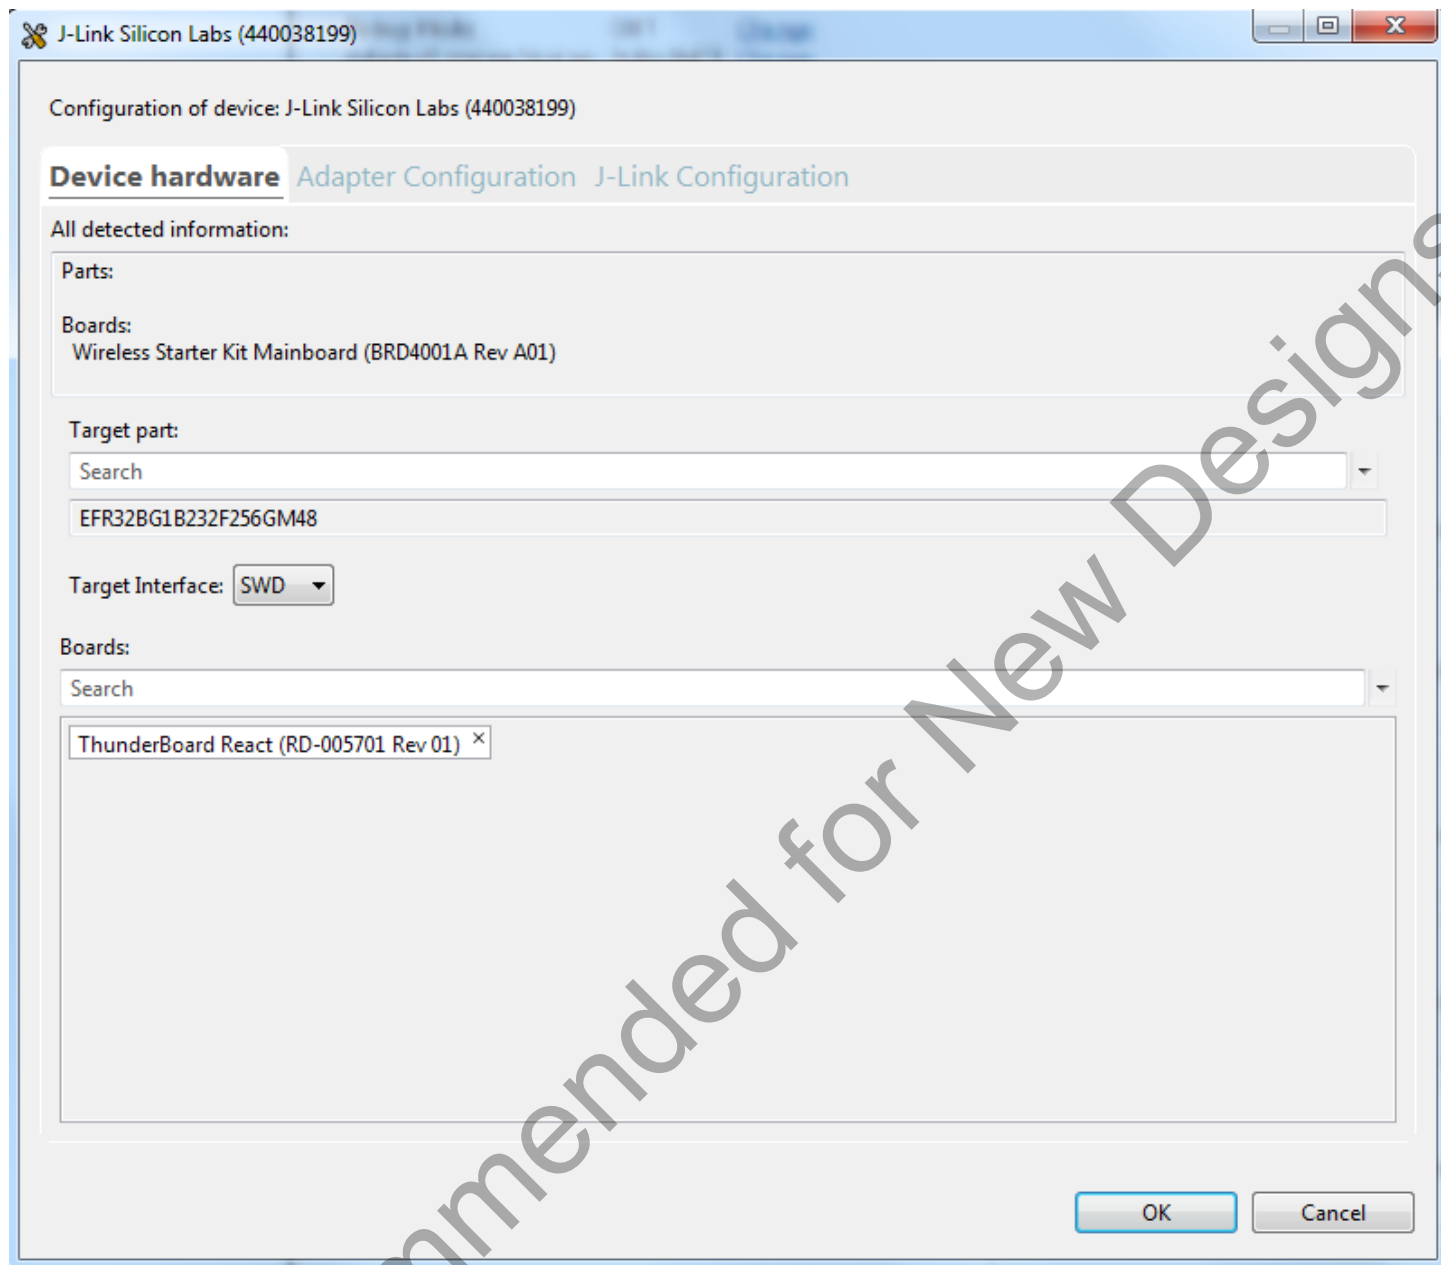 J-Link Silicon Labs (440038199)
Configuration of device: J-Link Silicon Labs (440038199)
Device hardware Adapter Configuration J-Link Configuration
All detected information:
Parts:
Boards:
Wireless Starter Kit Mainboard (BRD4001A Rev A01)
Target part:
Search
EFR32BG1B232F256GM48
Target Interface: SWD
Boards:
Search
ThunderBoard React (RD-005701 Rev 01) ×
OK Cancel
mmended for New Designs